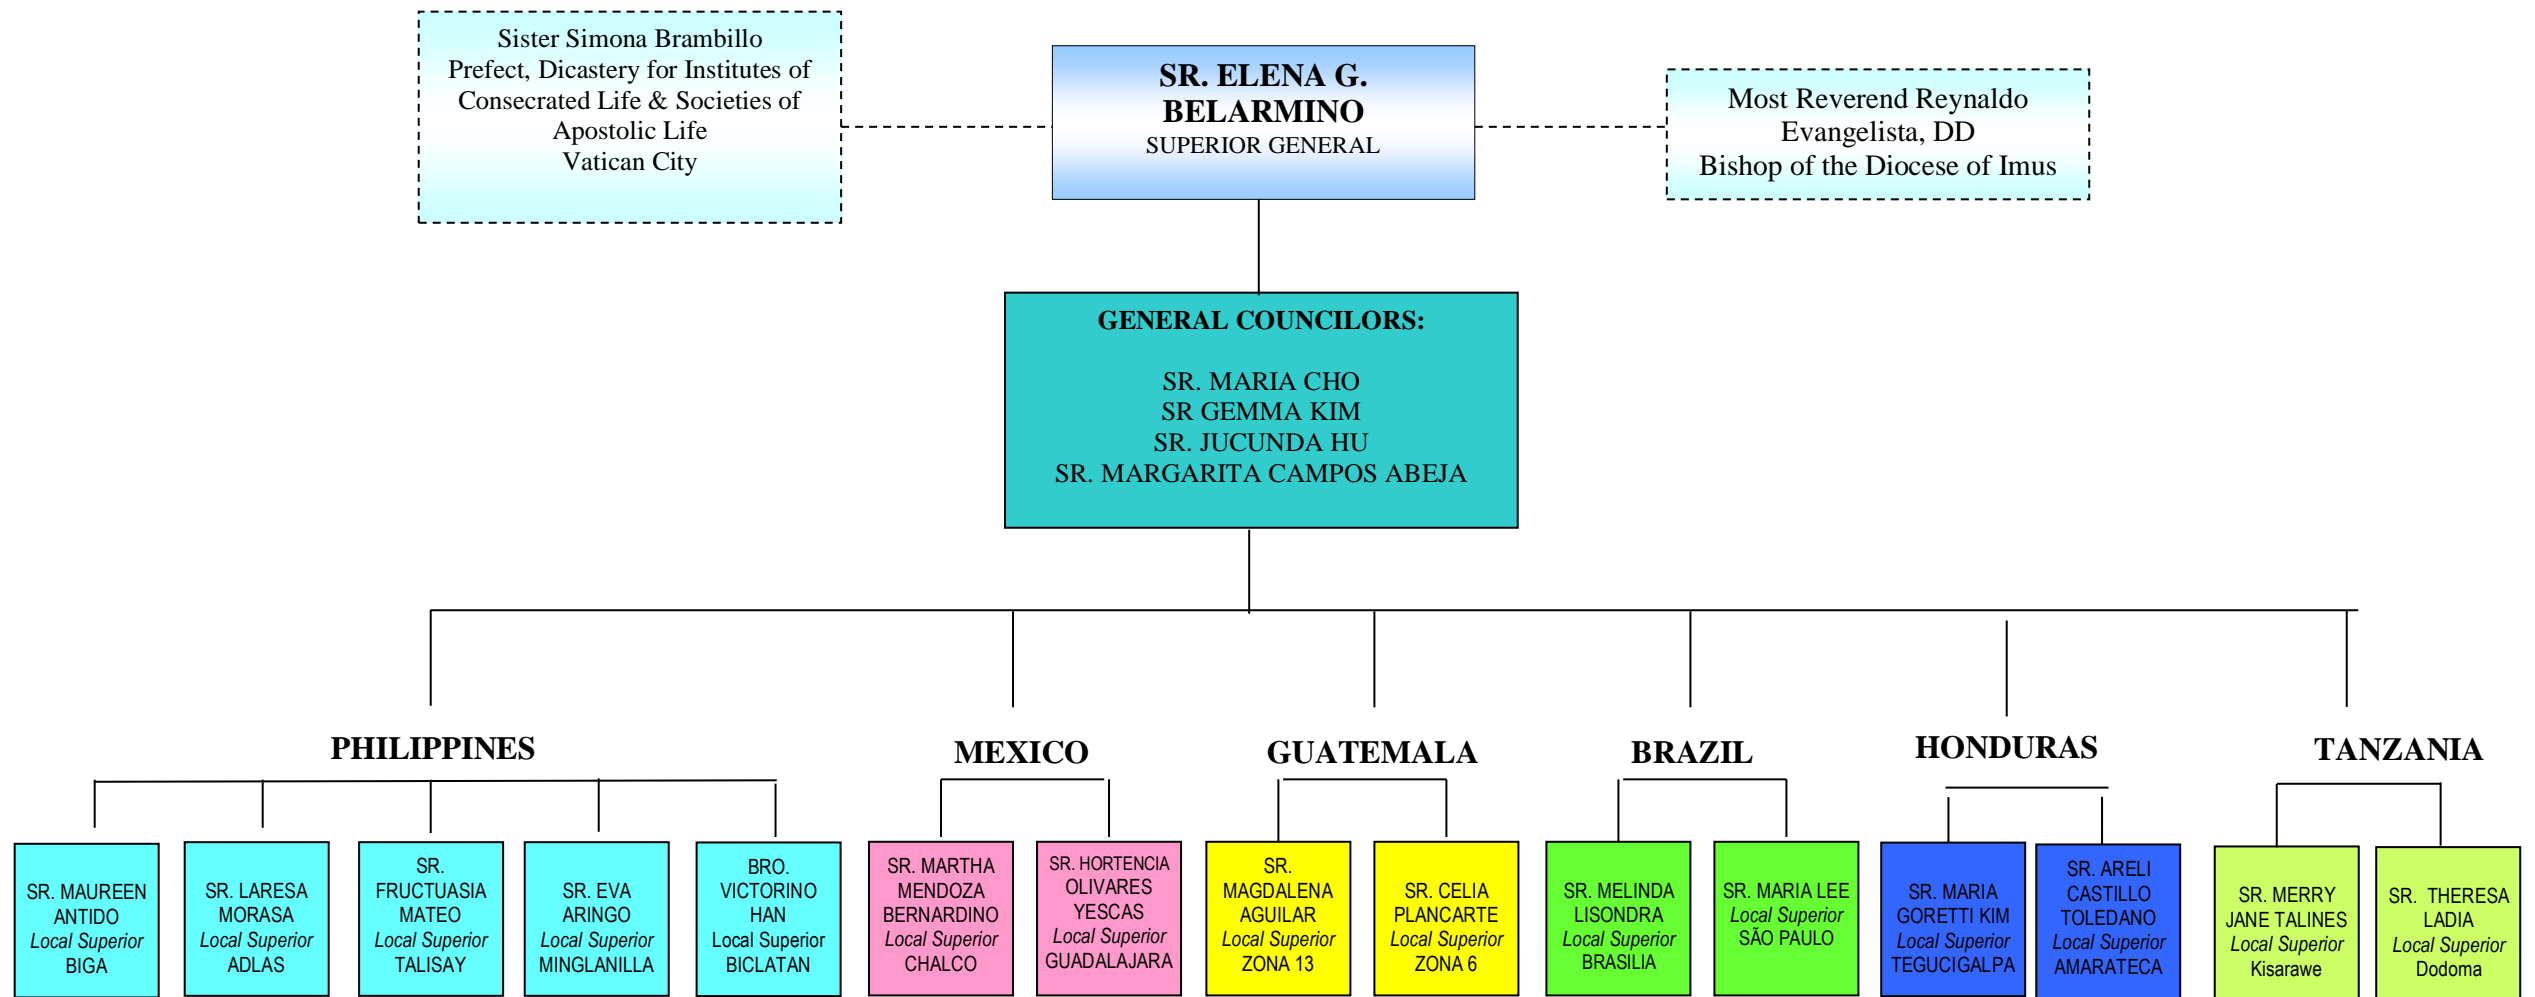 Sister Simona Brambillo
Prefect, Dicastery for Institutes of
Consecrated Life & Societies of
Apostolic Life
Vatican City
SR. ELENA G.
BELARMINO
SUPERIOR GENERAL
Most Reverend Reynaldo
Evangelista, DD
Bishop of the Diocese of Imus
GENERAL COUNCILORS:
SR. MARIA CHO
SR GEMMA KIM
SR. JUCUNDA HU
SR. MARGARITA CAMPOS ABEJA
PHILIPPINES
MEXICO
GUATEMALA
BRAZIL
HONDURAS
TANZANIA
SR. MAUREEN
ANTIDO
Local Superior
BIGA
SR. LARESA
MORASA
Local Superior
ADLAS
SR.
FRUCTUASIA
MATEO
Local Superior
TALISAY
SR. EVA
ARINGO
Local Superior
MINGLANILLA
BRO.
VICTORINO
HAN
Local Superior
BICLATAN
SR. MARTHA
MENDOZA
BERNARDINO
Local Superior
CHALCO
SR. HORTENCIA
OLIVARES
YESCAS
Local Superior
GUADALAJARA
SR.
MAGDALENA
AGUILAR
Local Superior
ZONA 13
SR. CELIA
PLANCARTE
Local Superior
ZONA 6
SR. MELINDA
LISONDRA
Local Superior
BRASILIA
SR. MARIA LEE
Local Superior
SÃO PAULO
SR. MARIA
GORETTI KIM
Local Superior
TEGUCIGALPA
SR. ARELI
CASTILLO
TOLEDANO
Local Superior
AMARATECA
SR. MERRY
JANE TALINES
Local Superior
Kisarawe
SR. THERESA
LADIA
Local Superior
Dodoma